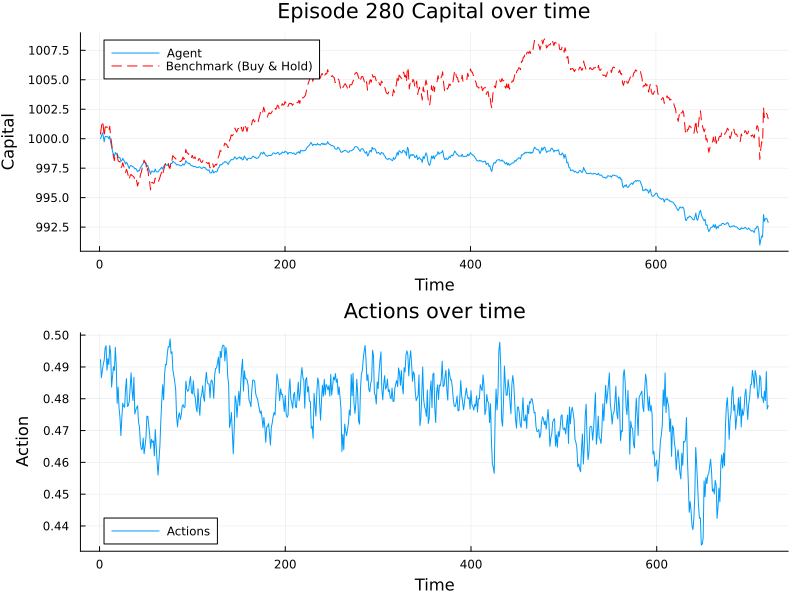 Episode 280 Capital over time
Capital
1007.5
1005.0
1002.5
1000.0
997.5
995.0
992.5
Agent
Benchmark (Buy & Hold)
0 200 400 600
Time
Actions over time
Action
0.50
0.49
0.48
0.47
0.46
0.45
0.44
Actions
0 200 400 600
Time